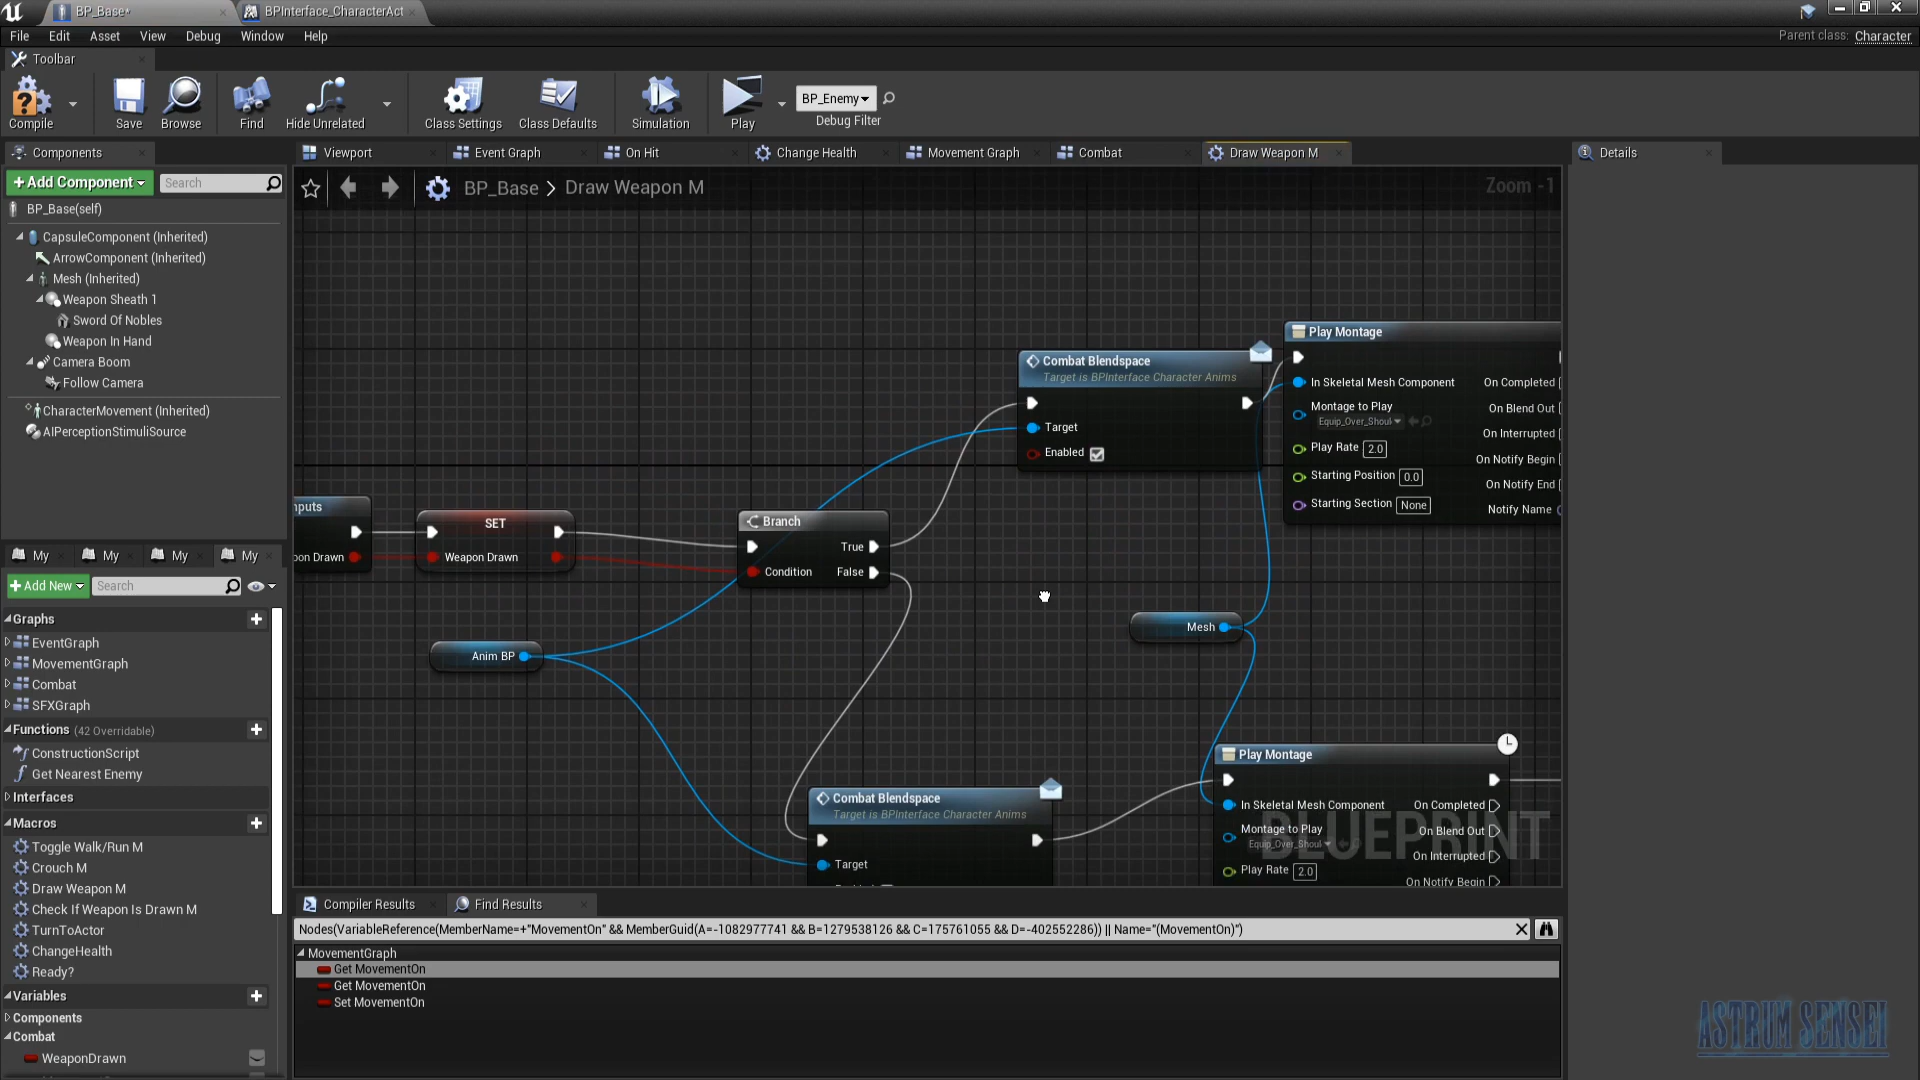 BP_Base*
BPInterface_CharacterAct
File Edit Asset View Debug Window Help
Parent class: Character
Toolbar
Compile
Save
Browse
Find
Hide Unrelated
Class Settings
Class Defaults
Simulation
Play
BP_Enemy
Debug Filter
Components
Viewport
Event Graph
On Hit
Change Health
Movement Graph
Combat
Draw Weapon M
Details
+Add Component
Search
BP_Base > Draw Weapon M
Zoom -1
BP_Base(self)
CapsuleComponent (Inherited)
ArrowComponent (Inherited)
Mesh (Inherited)
Weapon Sheath 1
Sword Of Nobles
Weapon In Hand
Camera Boom
Follow Camera
CharacterMovement (Inherited)
AIPerceptionStimuliSource
Combat Blendspace
Target is BPInterface Character Anims
Target
Enabled
Play Montage
In Skeletal Mesh Component
On Completed
Montage to Play
Equip_Over_Shoul
On Blend Out
On Interrupted
Play Rate 2.0
On Notify Begin
Starting Position 0.0
On Notify End
Starting Section None
Notify Name
nputs
pon Drawn
SET
Weapon Drawn
Branch
True
Condition
False
Anim BP
Mesh
Combat Blendspace
Target is BPInterface Character Anims
Target
Play Montage
In Skeletal Mesh Component
On Completed
Montage to Play
Equip_Over_Shoul
On Blend Out
On Interrupted
Play Rate 2.0
On Notify Begin
BLUEPRINT
My
My
My
My
+Add New
Search
Graphs
EventGraph
MovementGraph
Combat
SFXGraph
Functions (42 Overridable)
ConstructionScript
Get Nearest Enemy
Interfaces
Macros
Toggle Walk/Run M
Crouch M
Draw Weapon M
Check If Weapon Is Drawn M
TurnToActor
ChangeHealth
Ready?
Variables
Components
Combat
WeaponDrawn
Compiler Results
Find Results
Nodes(VariableReference(MemberName=+"MovementOn" && MemberGuid(A=-1082977741 && B=1279538126 && C=175761055 && D=-402552286)) || Name="(MovementOn)")
MovementGraph
Get MovementOn
Get MovementOn
Set MovementOn
ASTRUM SENSEI